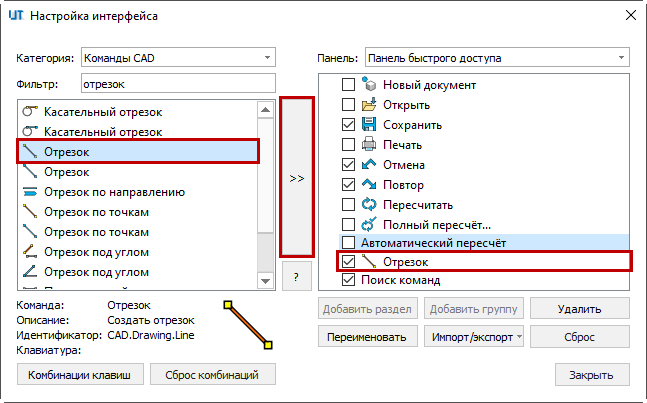 UT Настройка интерфейса
Категория: Команды CAD
Фильтр: отрезок
Касательный отрезок
Касательный отрезок
Отрезок
Отрезок
Отрезок по направлению
Отрезок по точкам
Отрезок по точкам
Отрезок под углом
Отрезок под углом
>>
?
Панель: Панель быстрого доступа
Новый документ
Открыть
Сохранить
Печать
Отмена
Повтор
Пересчитать
Полный пересчёт...
Автоматический пересчёт
Отрезок
Поиск команд
Команда: Отрезок
Описание: Создать отрезок
Идентификатор: CAD.Drawing.Line
Клавиатура:
Добавить раздел Добавить группу Удалить
Переименовать Импорт/экспорт Сброс
Комбинации клавиш Сброс комбинаций Закрыть